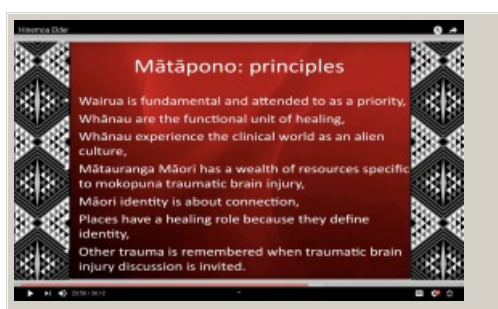 Hinemoa Elder
Mātāpono: principles
Wairua is fundamental and attended to as a priority,
Whānau are the functional unit of healing,
Whānau experience the clinical world as an alien
culture,
Mātauranga Māori has a wealth of resources specific
to mokopuna traumatic brain injury,
Māori identity is about connection,
Places have a healing role because they define
identity,
Other trauma is remembered when traumatic brain
injury discussion is invited.